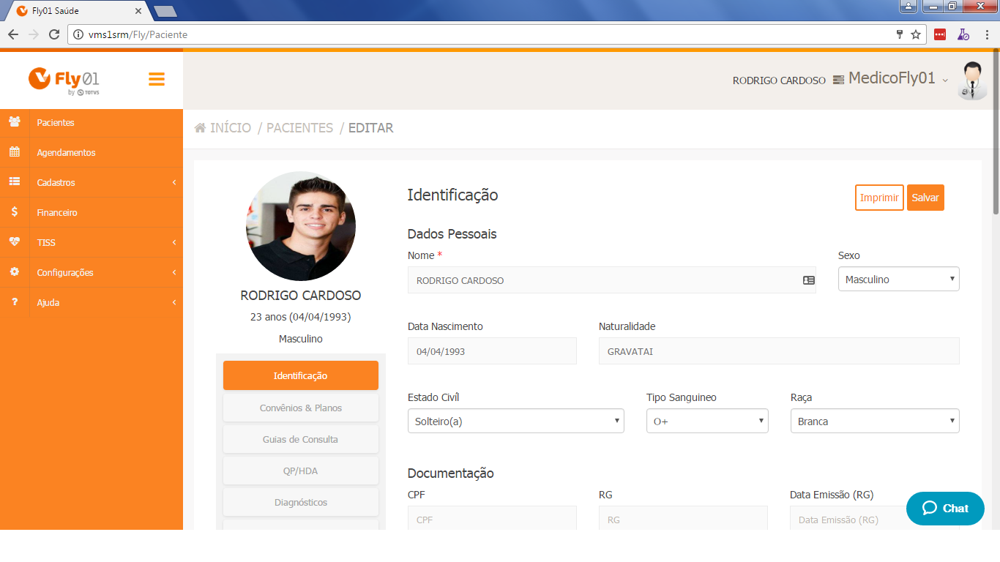 Fly01 Saúde
vms1srm/Fly/Paciente
Fly01
by TOTVS
RODRIGO CARDOSO MedicoFly01
Pacientes
Agendamentos
Cadastros
Financeiro
TISS
Configurações
Ajuda
INÍCIO / PACIENTES / EDITAR
RODRIGO CARDOSO
23 anos (04/04/1993)
Masculino
Identificação
Convênios & Planos
Guias de Consulta
QP/HDA
Diagnósticos
Identificação
Imprimir Salvar
Dados Pessoais
Nome * Sexo
RODRIGO CARDOSO Masculino
Data Nascimento Naturalidade
04/04/1993 GRAVATAI
Estado Civíl Tipo Sanguineo Raça
Solteiro(a) O+ Branca
Documentação
CPF RG Data Emissão (RG)
CPF RG Data Emissão (RG)
Chat